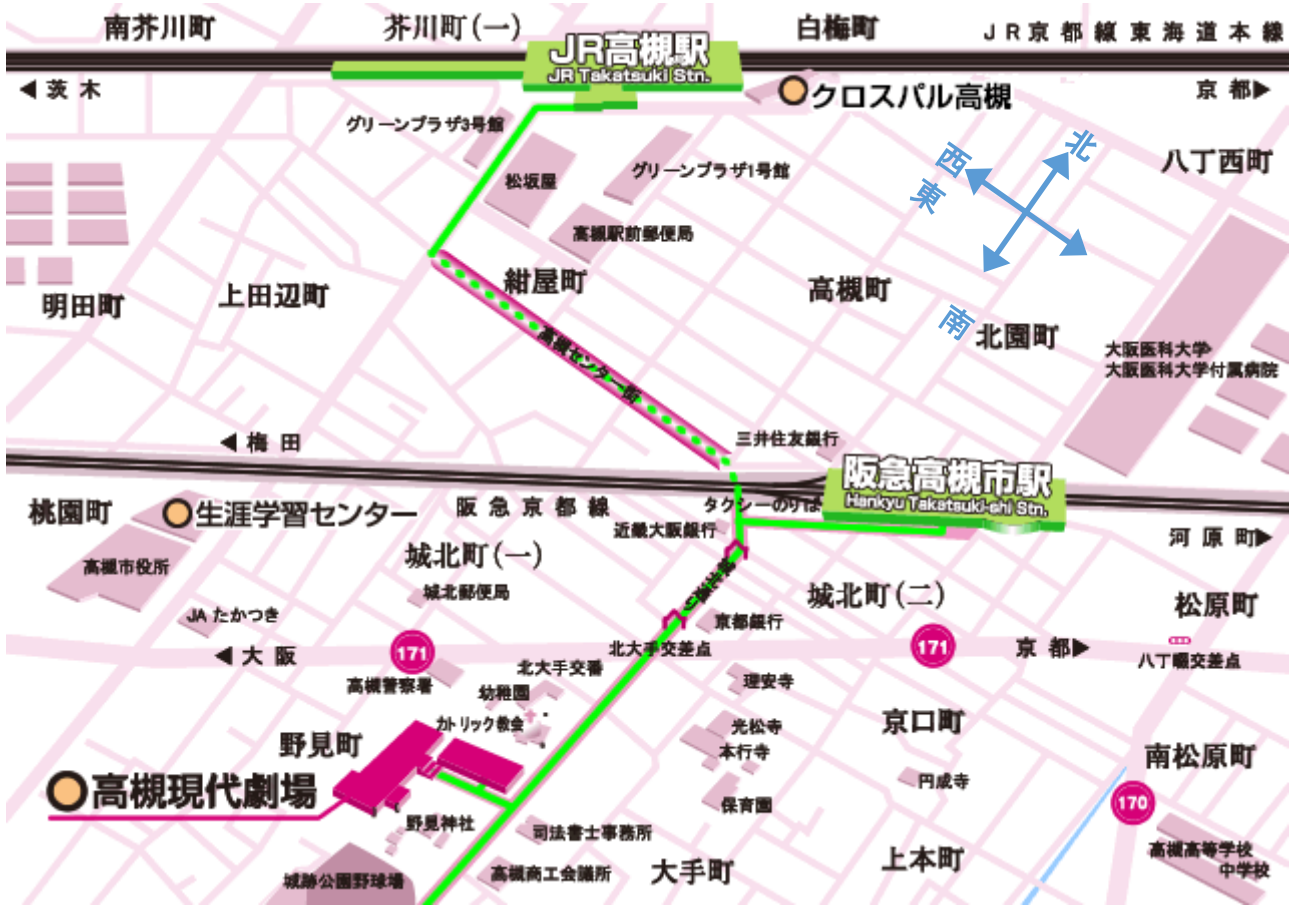 南芥川町
芥川町(一)
白梅町
JR京都線東海道本線
JR高槻駅
JR Takatsuki Stn.
◀茨木
クロスパル高槻
京都▶
グリーンプラザ3号館
北
西
八丁西町
松坂屋
グリーンプラザ1号館
東
高槻駅前郵便局
紺屋町
高槻町
明田町
上田辺町
南
北園町
高槻センター街
大阪医科大学
大阪医科大学付属病院
◀梅田
三井住友銀行
阪急高槻市駅
Hankyu Takatsuki-shi Stn.
桃園町
生涯学習センター
阪急京都線
タクシーのりば
近畿大阪銀行
河原町▶
城北町(一)
高槻市役所
城北郵便局
城北町(二)
松原町
JAたかつき
京都銀行
北大手交差点
◀大阪
171
171
京都▶
八丁畷交差点
北大手交番
高槻警察署
幼稚園
理安寺
カトリック教会
光松寺
京口町
野見町
本行寺
南松原町
高槻現代劇場
円成寺
保育園
170
野見神社
司法書士事務所
高槻高等学校
中学校
城跡公園野球場
高槻商工会議所
大手町
上本町